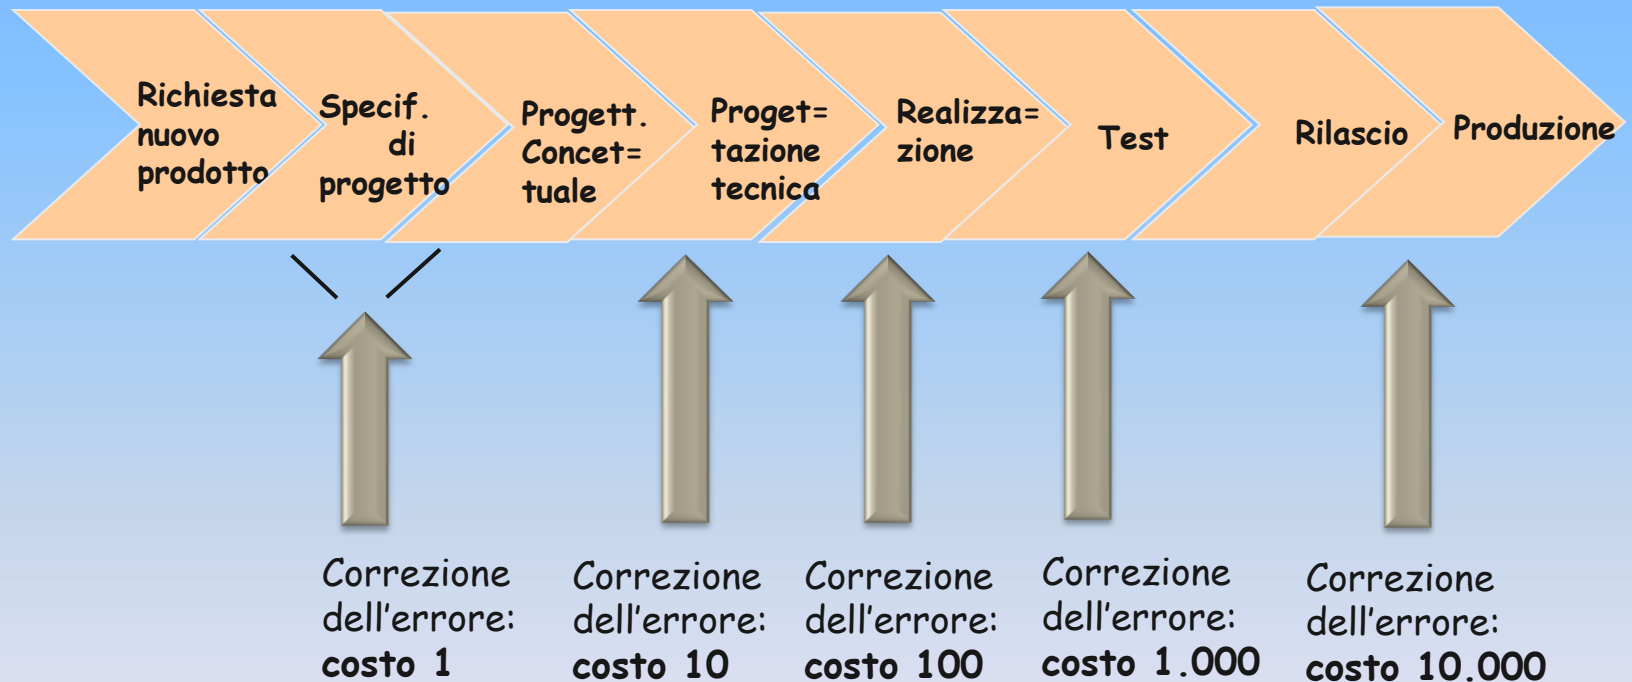 Richiesta
nuovo
prodotto
Specif.
di
progetto
Progett.
Concet=
tuale
Proget=
tazione
tecnica
Realizza=
zione
Test
Rilascio
Produzione
Correzione
dell'errore:
costo 1
Correzione
dell'errore:
costo 10
Correzione
dell'errore:
costo 100
Correzione
dell'errore:
costo 1.000
Correzione
dell'errore:
costo 10.000